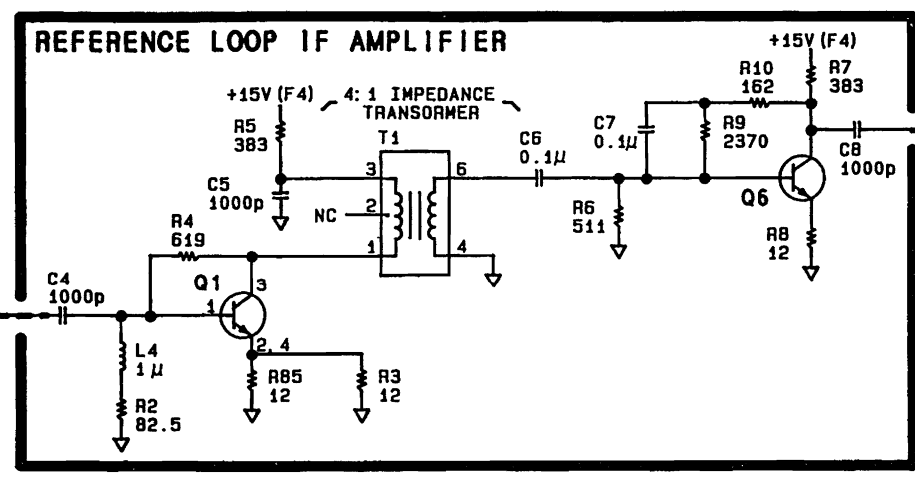 REFERENCE LOOP IF AMPLIFIER
+15V (F4)
4:1 IMPEDANCE
TRANSORMER
+15V (F4)
R10
162
R7
383
R5
383
T1
C6
0.1µ
C7
0.1µ
R9
2370
C8
1000p
3
6
C5
1000p
NC
2
Q6
R4
619
1
4
R6
511
R8
12
C4
1000p
Q1
3
1
2, 4
L4
1µ
R85
12
R3
12
R2
82.5